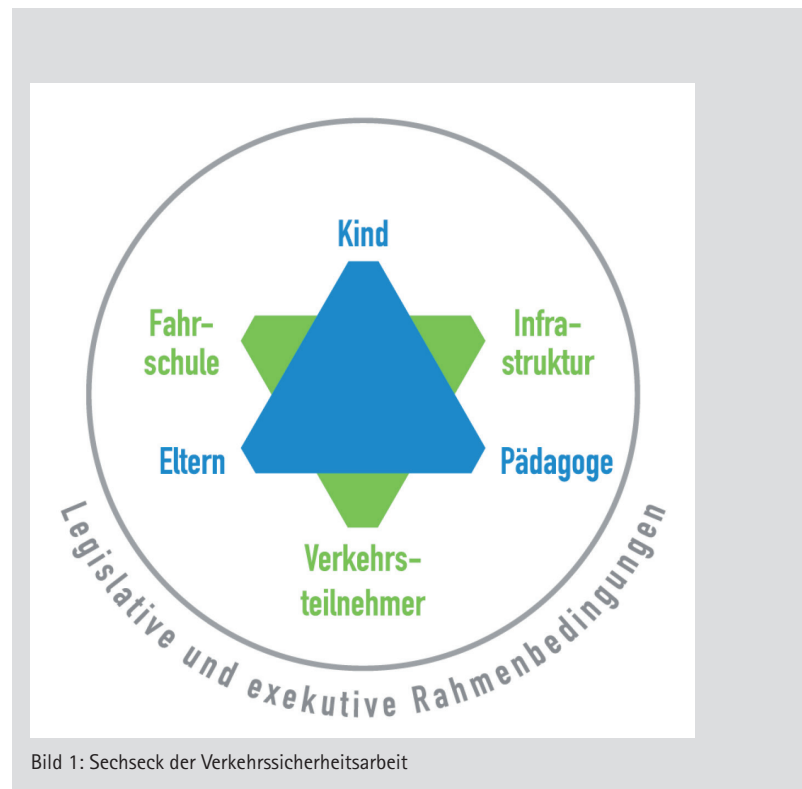 Kind
Fahr-
schule
Infra-
struktur
Eltern
Pädagoge
Verkehrs-
teilnehmer
Legislative und exekutive Rahmenbedingungen
Bild 1: Sechseck der Verkehrssicherheitsarbeit